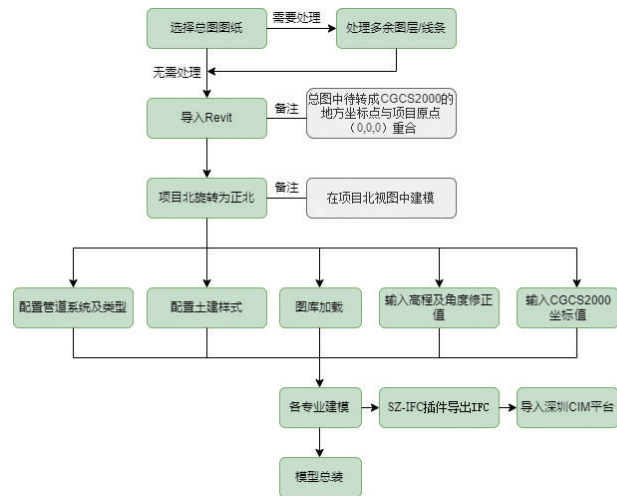 选择总图图纸
需要处理
处理多余图层/线条
无需处理
导入Revit
备注
总图中待转成CGCS2000的
地方坐标点与项目原点
（0,0,0）重合
项目北旋转为正北
备注
在项目北视图中建模
配置管道系统及类型
配置土建样式
图库加载
输入高程及角度修正
值
输入CGCS2000
坐标值
各专业建模
SZ-IFC插件导出IFC
导入深圳CIM平台
模型总装